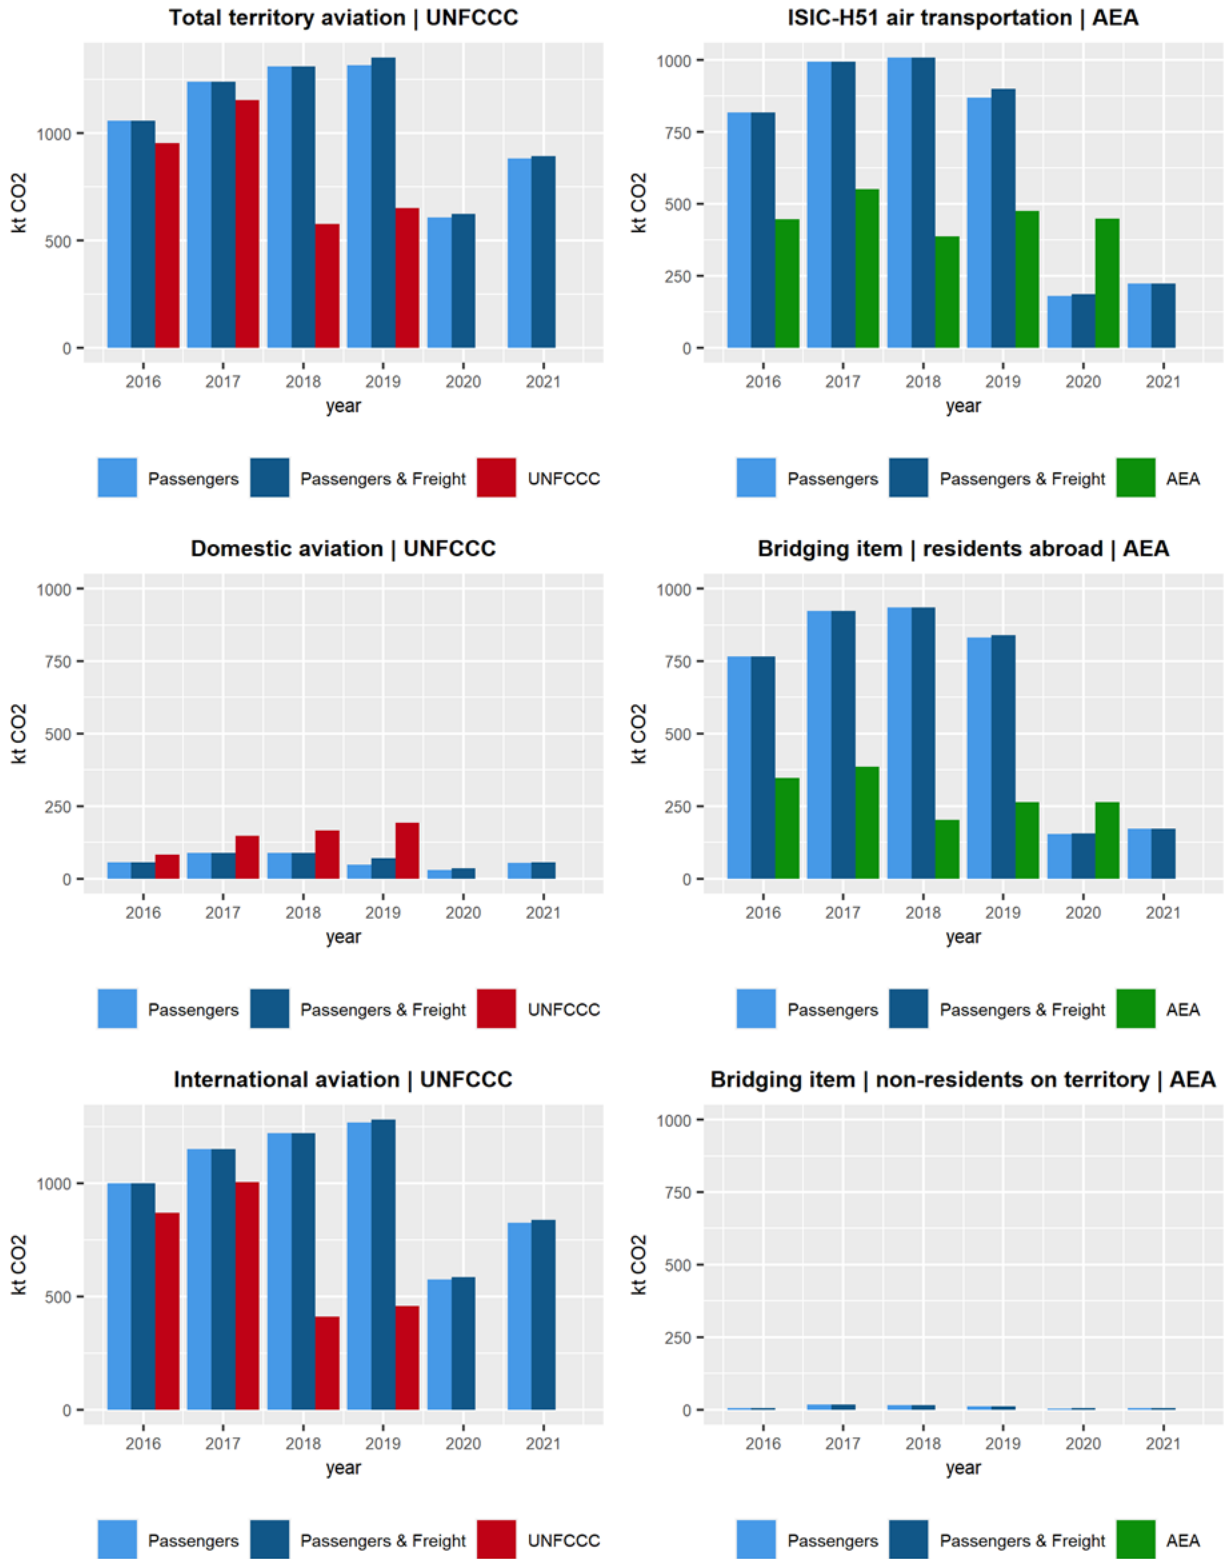 Total territory aviation | UNFCCC
kt CO2
1000
500
0
2016 2017 2018 2019 2020 2021
year
Passengers Passengers & Freight UNFCCC
ISIC-H51 air transportation | AEA
kt CO2
1000
750
500
250
0
2016 2017 2018 2019 2020 2021
year
Passengers Passengers & Freight AEA
Domestic aviation | UNFCCC
kt CO2
1000
750
500
250
0
2016 2017 2018 2019 2020 2021
year
Passengers Passengers & Freight UNFCCC
Bridging item | residents abroad | AEA
kt CO2
1000
750
500
250
0
2016 2017 2018 2019 2020 2021
year
Passengers Passengers & Freight AEA
International aviation | UNFCCC
kt CO2
1000
500
0
2016 2017 2018 2019 2020 2021
year
Passengers Passengers & Freight UNFCCC
Bridging item | non-residents on territory | AEA
kt CO2
1000
750
500
250
0
2016 2017 2018 2019 2020 2021
year
Passengers Passengers & Freight AEA